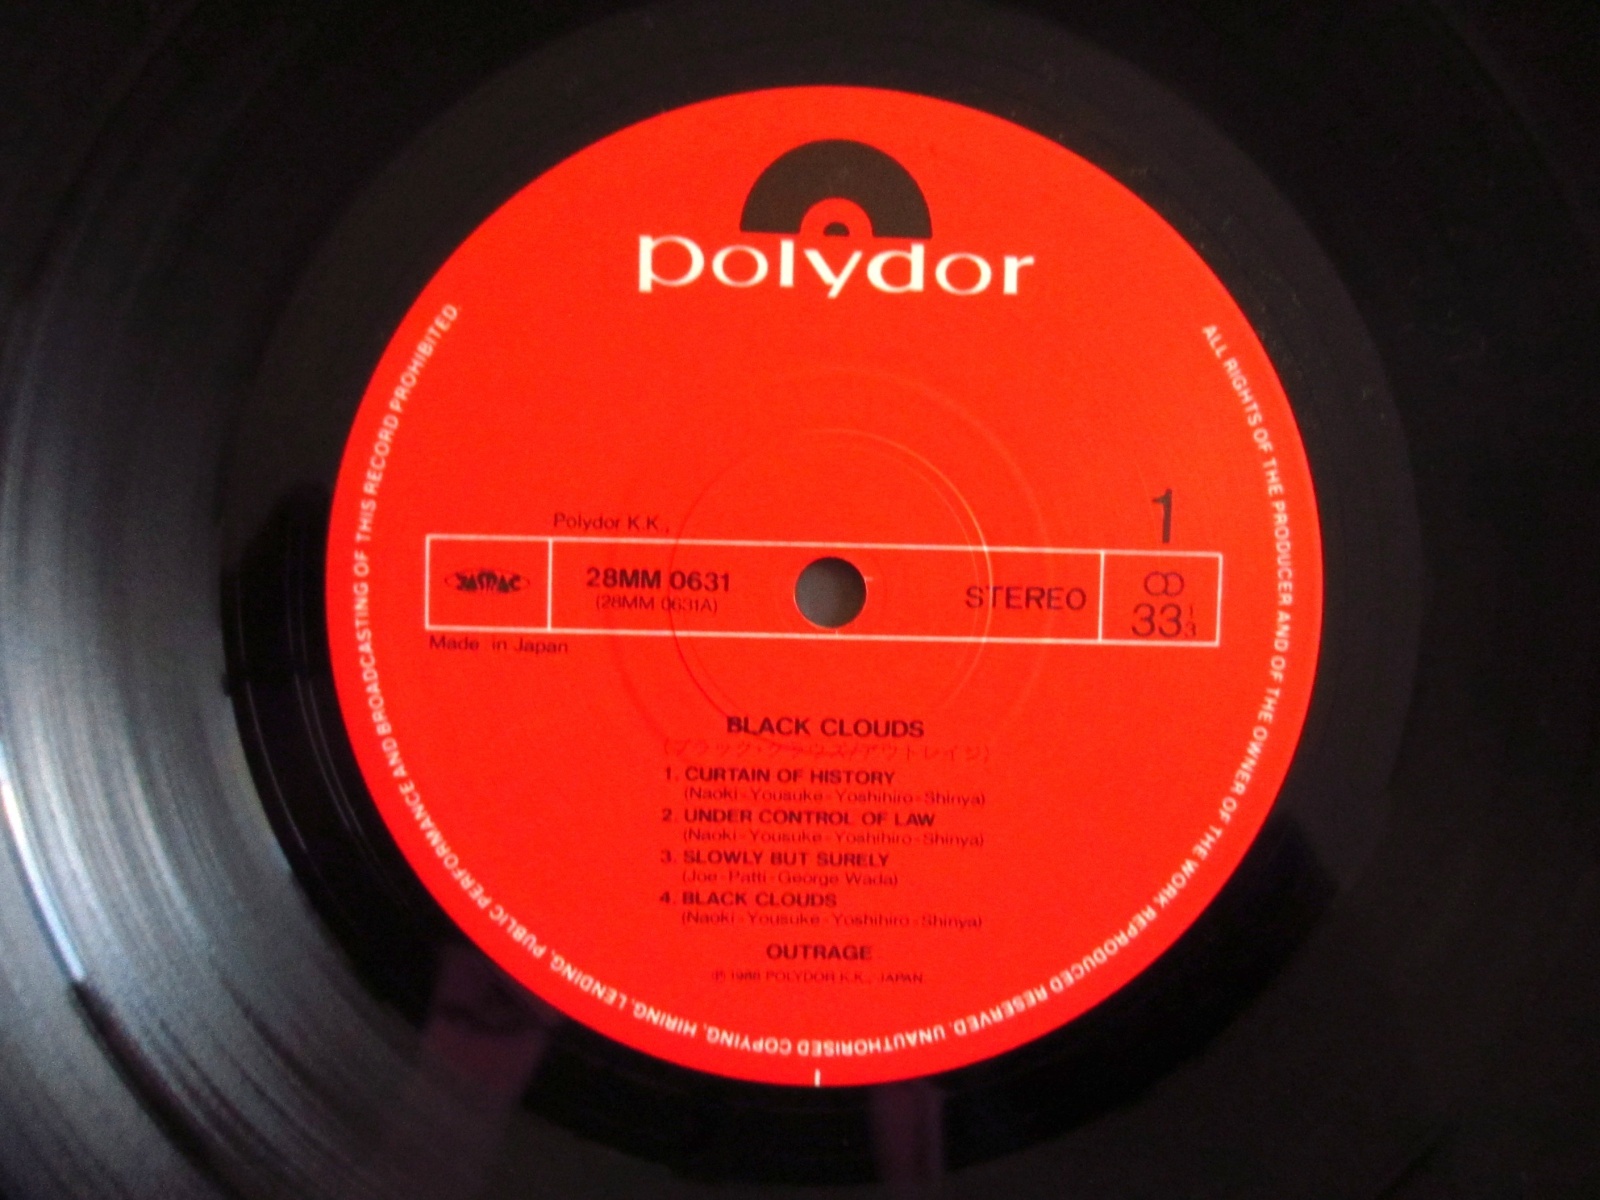 polydor
1
Polydor K.K.,
JASRAC
28MM 0631
(28MM 0631A)
STEREO
33 1/3
Made in Japan
BLACK CLOUDS
(ブラック・クラウズ/アウトレイジ)
1. CURTAIN OF HISTORY
(Naoki-Yousuke-Yoshihiro-Shinya)
2. UNDER CONTROL OF LAW
(Naoki-Yousuke-Yoshihiro-Shinya)
3. SLOWLY BUT SURELY
(Joe-Patti-George Wada)
4. BLACK CLOUDS
(Naoki-Yousuke-Yoshihiro-Shinya)
OUTRAGE
℗ 1988 POLYDOR K.K., JAPAN
ALL RIGHTS OF THE PRODUCER AND OF THE OWNER OF THE WORK REPRODUCED RESERVED. UNAUTHORISED COPYING, HIRING, LENDING, PUBLIC PERFORMANCE AND BROADCASTING OF THIS RECORD PROHIBITED.